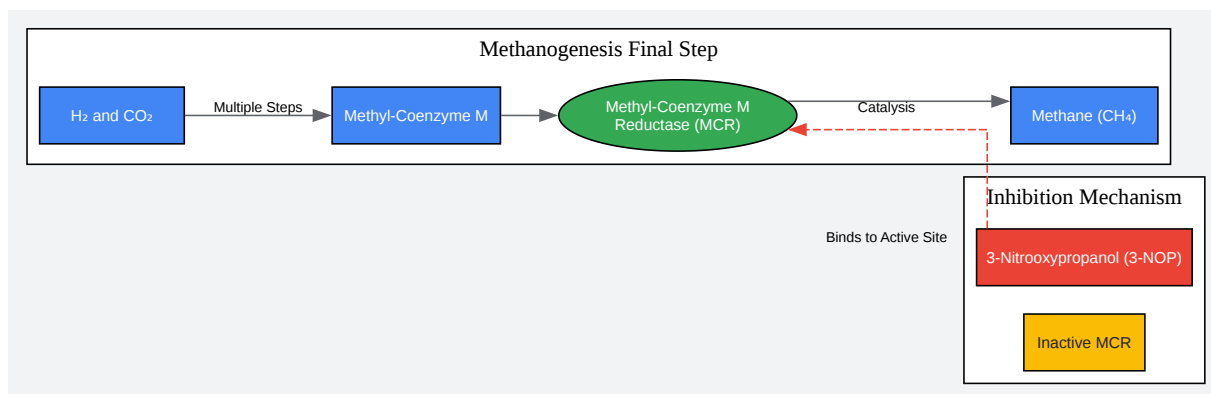 Methanogenesis Final Step
H₂ and CO₂
Multiple Steps
Methyl-Coenzyme M
Methyl-Coenzyme M
Reductase (MCR)
Catalysis
Methane (CH₄)
Inhibition Mechanism
Binds to Active Site
3-Nitrooxypropanol (3-NOP)
Inactive MCR